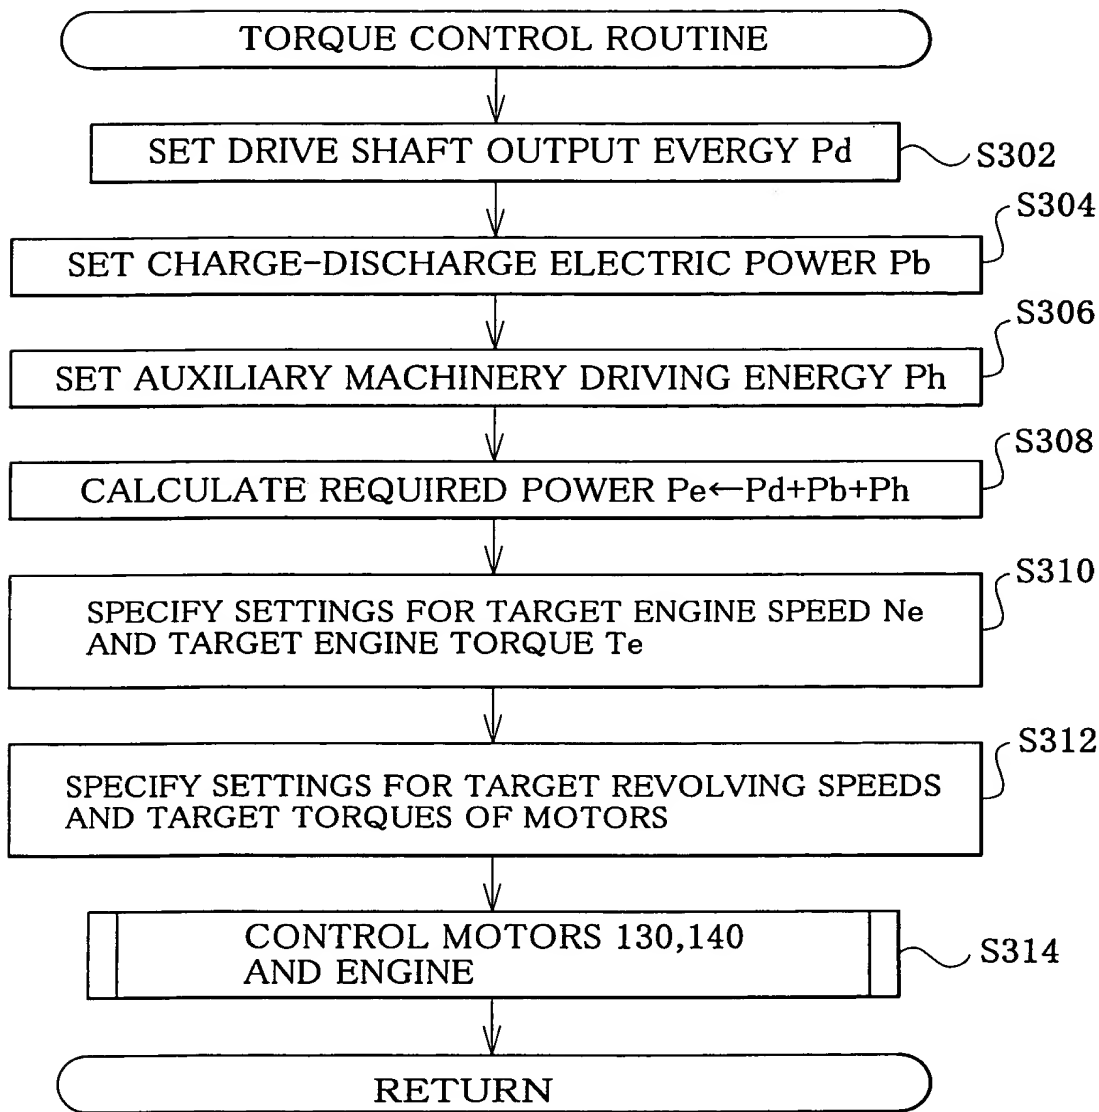 TORQUE CONTROL ROUTINE
SET DRIVE SHAFT OUTPUT EVERGY Pd
S302
S304
SET CHARGE-DISCHARGE ELECTRIC POWER Pb
S306
SET AUXILIARY MACHINERY DRIVING ENERGY Ph
S308
CALCULATE REQUIRED POWER Pe←Pd+Pb+Ph
S310
SPECIFY SETTINGS FOR TARGET ENGINE SPEED Ne
AND TARGET ENGINE TORQUE Te
S312
SPECIFY SETTINGS FOR TARGET REVOLVING SPEEDS
AND TARGET TORQUES OF MOTORS
CONTROL MOTORS 130,140
AND ENGINE
S314
RETURN